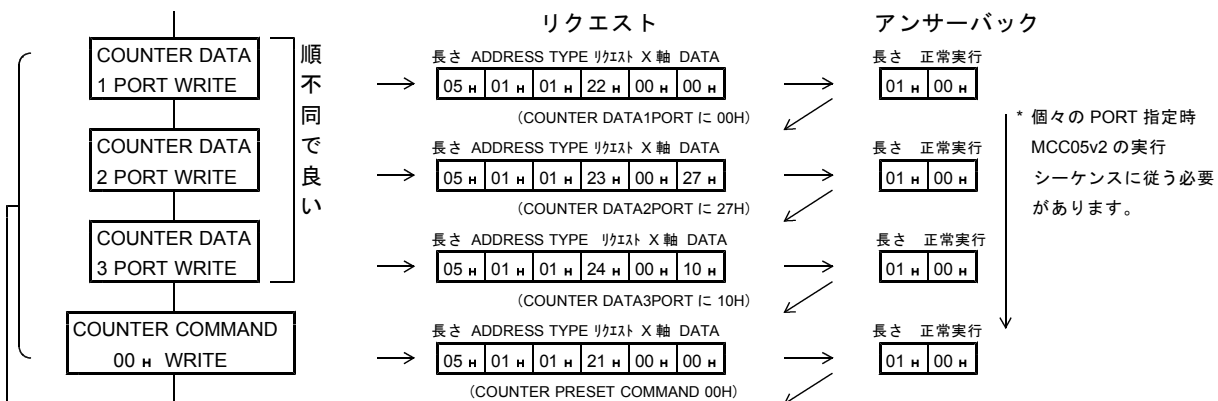 リクエスト
アンサーバック
COUNTER DATA
1 PORT WRITE
順不同で良い
長さ ADDRESS TYPE リクエスト X 軸 DATA
05 H 01 H 01 H 22 H 00 H 00 H
(COUNTER DATA1PORT に 00H)
長さ 正常実行
01 H 00 H
* 個々の PORT 指定時
MCC05v2 の実行
シーケンスに従う必要
があります。
COUNTER DATA
2 PORT WRITE
長さ ADDRESS TYPE リクエスト X 軸 DATA
05 H 01 H 01 H 23 H 00 H 27 H
(COUNTER DATA2PORT に 27H)
長さ 正常実行
01 H 00 H
COUNTER DATA
3 PORT WRITE
長さ ADDRESS TYPE リクエスト X 軸 DATA
05 H 01 H 01 H 24 H 00 H 10 H
(COUNTER DATA3PORT に 10H)
長さ 正常実行
01 H 00 H
COUNTER COMMAND
00 H WRITE
長さ ADDRESS TYPE リクエスト X 軸 DATA
05 H 01 H 01 H 21 H 00 H 00 H
(COUNTER PRESET COMMAND 00H)
長さ 正常実行
01 H 00 H